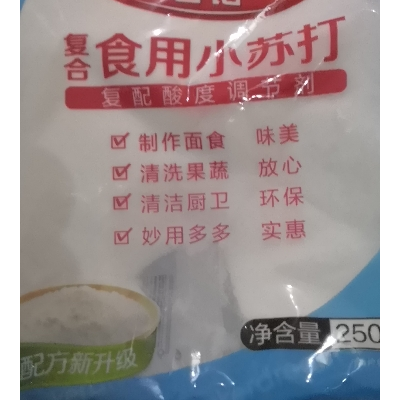 复合 食用小苏打
复配酸度调节剂
制作面食 味美
清洗果蔬 放心
清洁厨卫 环保
妙用多多 实惠
净含量 250
配方新升级